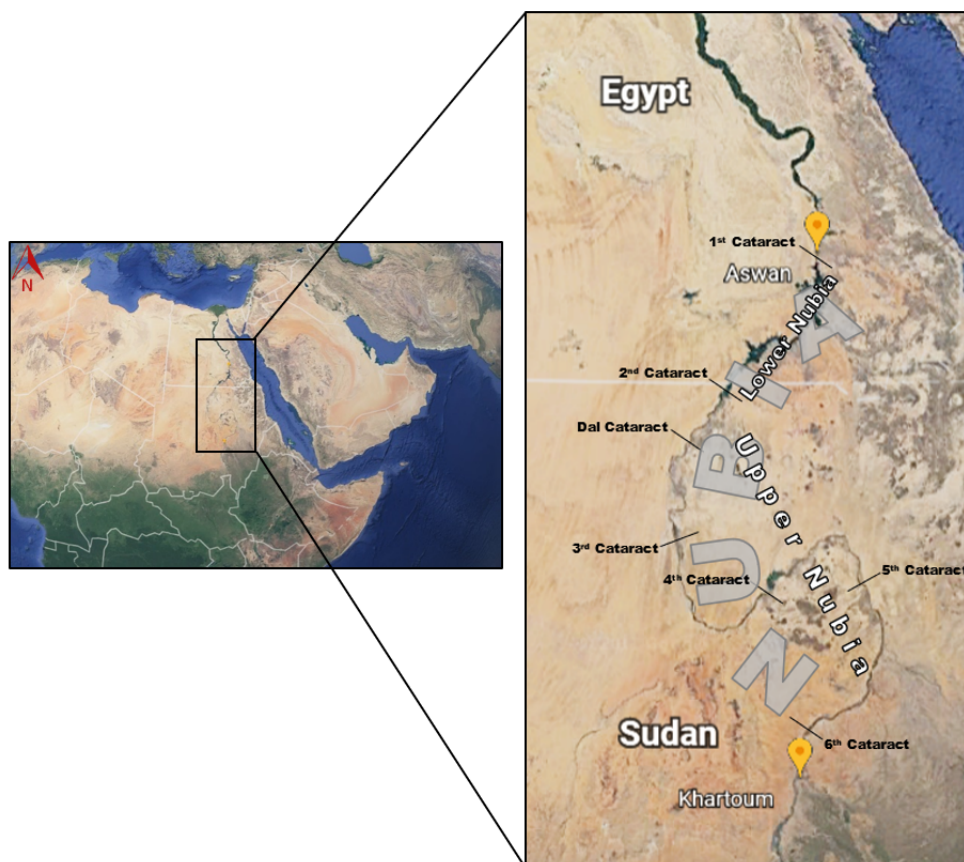 N
Egypt
1st Cataract
Aswan
Lower Nubia
2nd Cataract
Dal Cataract
Upper Nubia
NUBIA
3rd Cataract
4th Cataract
5th Cataract
Sudan
6th Cataract
Khartoum